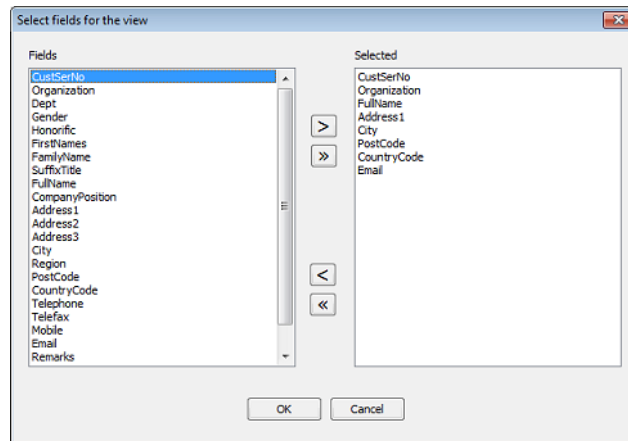 Select fields for the view
Fields
CustSerNo
Organization
Dept
Gender
Honorific
FirstNames
FamilyName
SuffixTitle
FullName
CompanyPosition
Address1
Address2
Address3
City
Region
PostCode
CountryCode
Telephone
Telefax
Mobile
Email
Remarks
>
»
<
«
Selected
CustSerNo
Organization
FullName
Address1
City
PostCode
CountryCode
Email
OK
Cancel